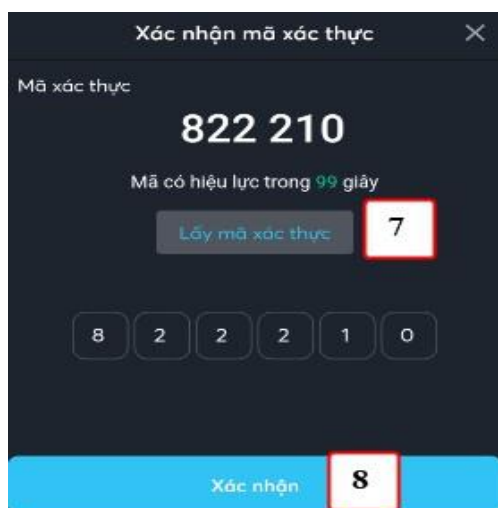 Xác nhận mã xác thực
Mã xác thực
822 210
Mã có hiệu lực trong 99 giây
Lấy mã xác thực 7
8 2 2 2 1 0
Xác nhận 8